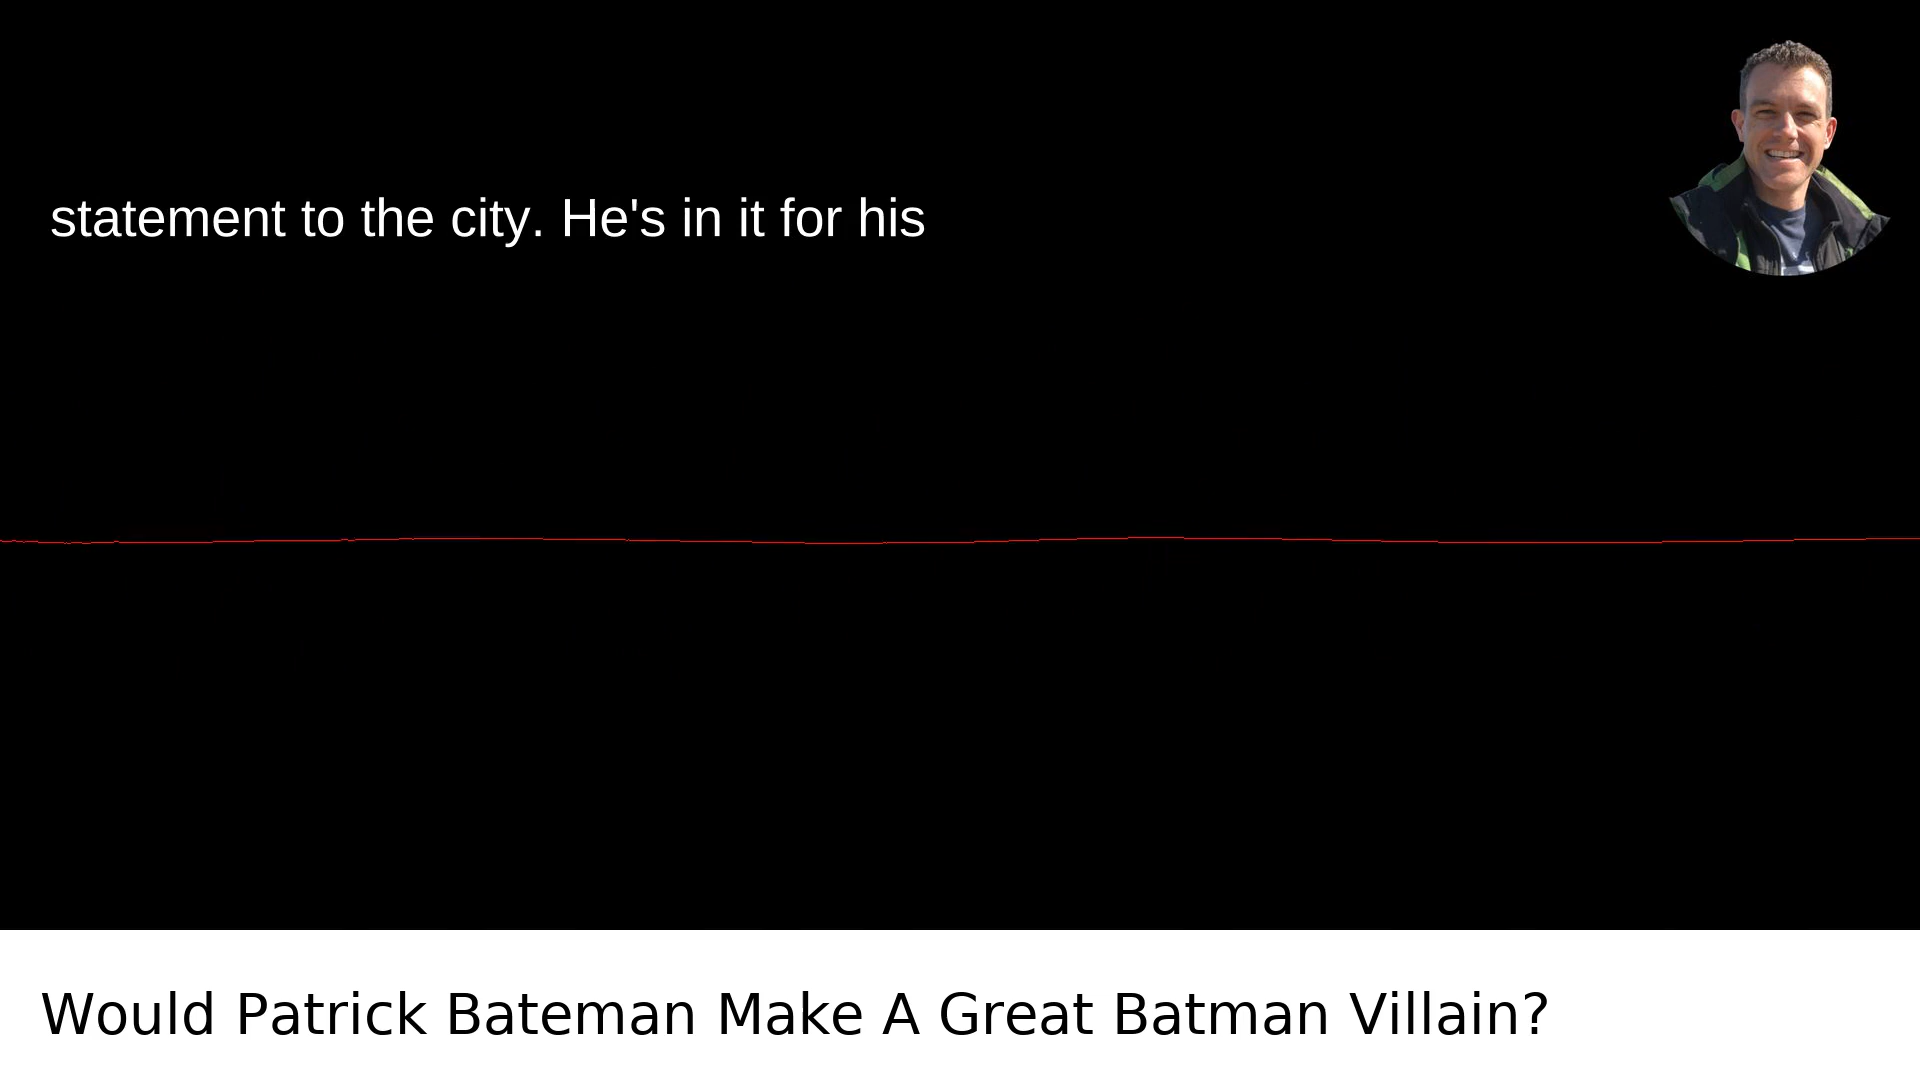 statement to the city. He's in it for his
Would Patrick Bateman Make A Great Batman Villain?